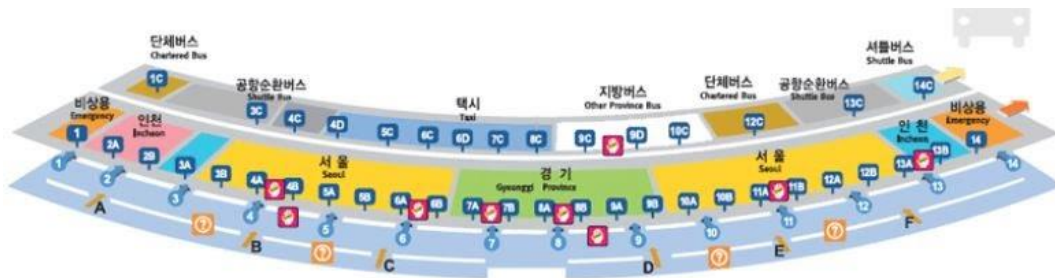 단체버스
Chartered Bus
1C
공항순환버스
Shuttle Bus
3C
4C
4D
택시
Taxi
5C
6C
6D
7C
8C
지방버스
Other Province Bus
9C
9D
10C
단체버스
Chartered Bus
12C
공항순환버스
Shuttle Bus
13C
셔틀버스
Shuttle Bus
14C
비상용
Emergency
1
인천
Incheon
2A
2B
3A
서울
Seoul
3B
4A
4B
5A
5B
6A
6B
경기
Gyeonggi Province
7A
7B
8A
8B
9A
9B
서울
Seoul
10A
10B
11A
11B
12A
12B
인천
Incheon
13A
13B
비상용
Emergency
14
1
2
3
4
5
6
7
8
9
10
11
12
13
14
A
B
C
D
E
F
?
?
?
?